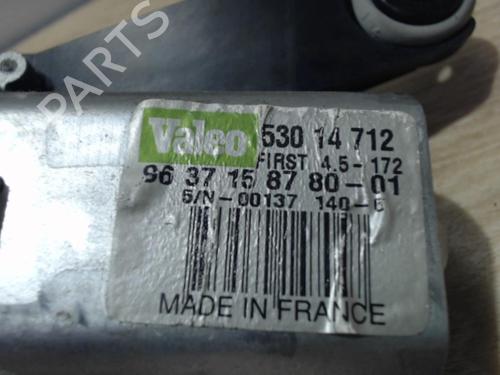 B PARTS
Valeo 530 14 712
FIRST 4.5-172
96 37 15 87 80-01
S/N-00137 140-6
MADE IN FRANCE